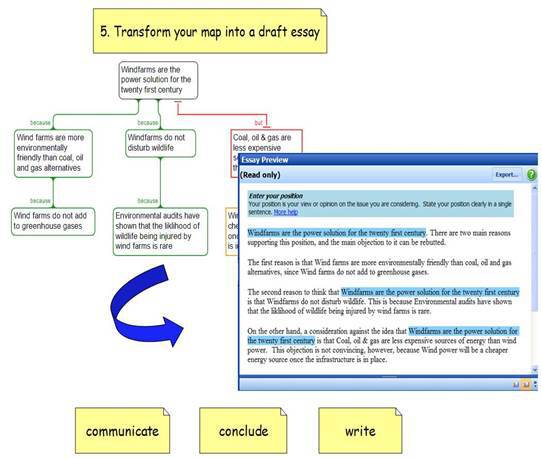 5. Transform your map into a draft essay
Windfarms are the
power solution for the
twenty first century
because
because
but
Wind farms are more
environmentally
friendly than coal, oil
and gas alternatives
Windfarms do not
disturb wildlife
Coal, oil & gas are
less expensive
because
because
Wind farms do not add
to greenhouse gases
Environmental audits have
shown that the liklihood of
wildlife being injured by
wind farms is rare
Essay Preview
(Read only)
Export...
?
Enter your position
Your position is your view or opinion on the issue you are considering. State your position clearly in a single
sentence. More help
Windfarms are the power solution for the twenty first century. There are two main reasons
supporting this position, and the main objection to it can be rebutted.
The first reason is that Wind farms are more environmentally friendly than coal, oil and gas
alternatives, since Wind farms do not add to greenhouse gases.
The second reason to think that Windfarms are the power solution for the twenty first century
is that Windfarms do not disturb wildlife. This is because Environmental audits have shown
that the liklihood of wildlife being injured by wind farms is rare.
On the other hand, a consideration against the idea that Windfarms are the power solution for
the twenty first century is that Coal, oil & gas are less expensive sources of energy than wind
power. This objection is not convincing, however, because Wind power will be a cheaper
energy source once the infrastructure is in place.
communicate
conclude
write